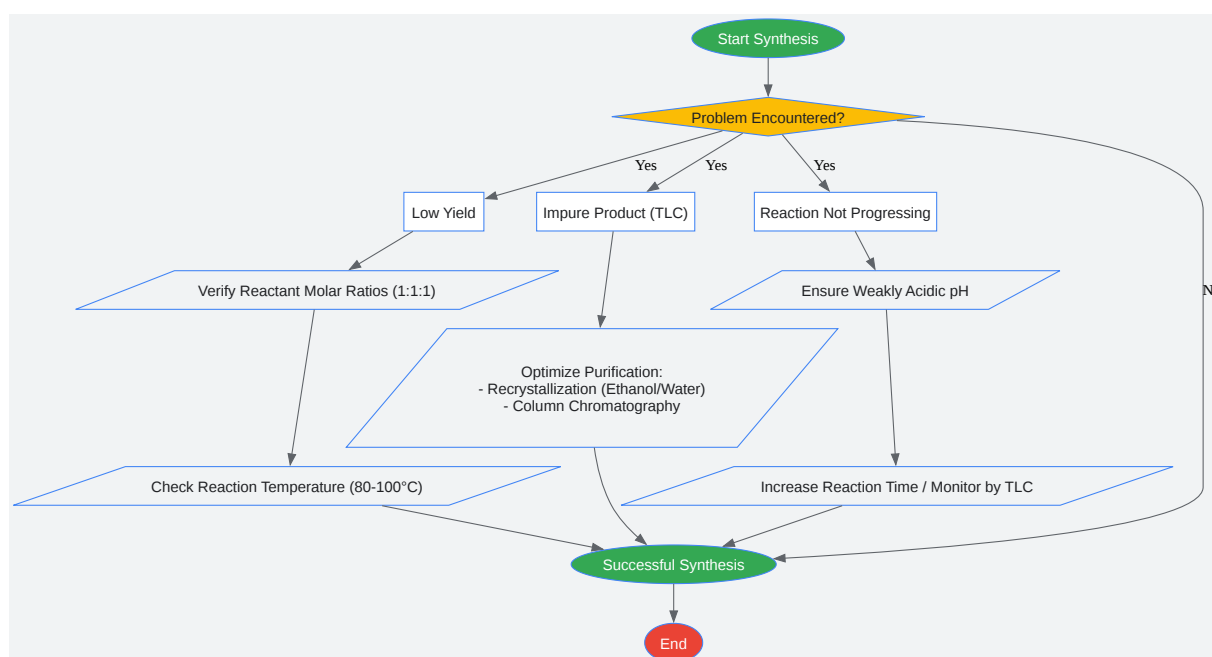 Start Synthesis
Problem Encountered?
Yes
Yes
Yes
Low Yield
Impure Product (TLC)
Reaction Not Progressing
Verify Reactant Molar Ratios (1:1:1)
Ensure Weakly Acidic pH
N
Optimize Purification:
- Recrystallization (Ethanol/Water)
- Column Chromatography
Check Reaction Temperature (80-100°C)
Increase Reaction Time / Monitor by TLC
Successful Synthesis
End